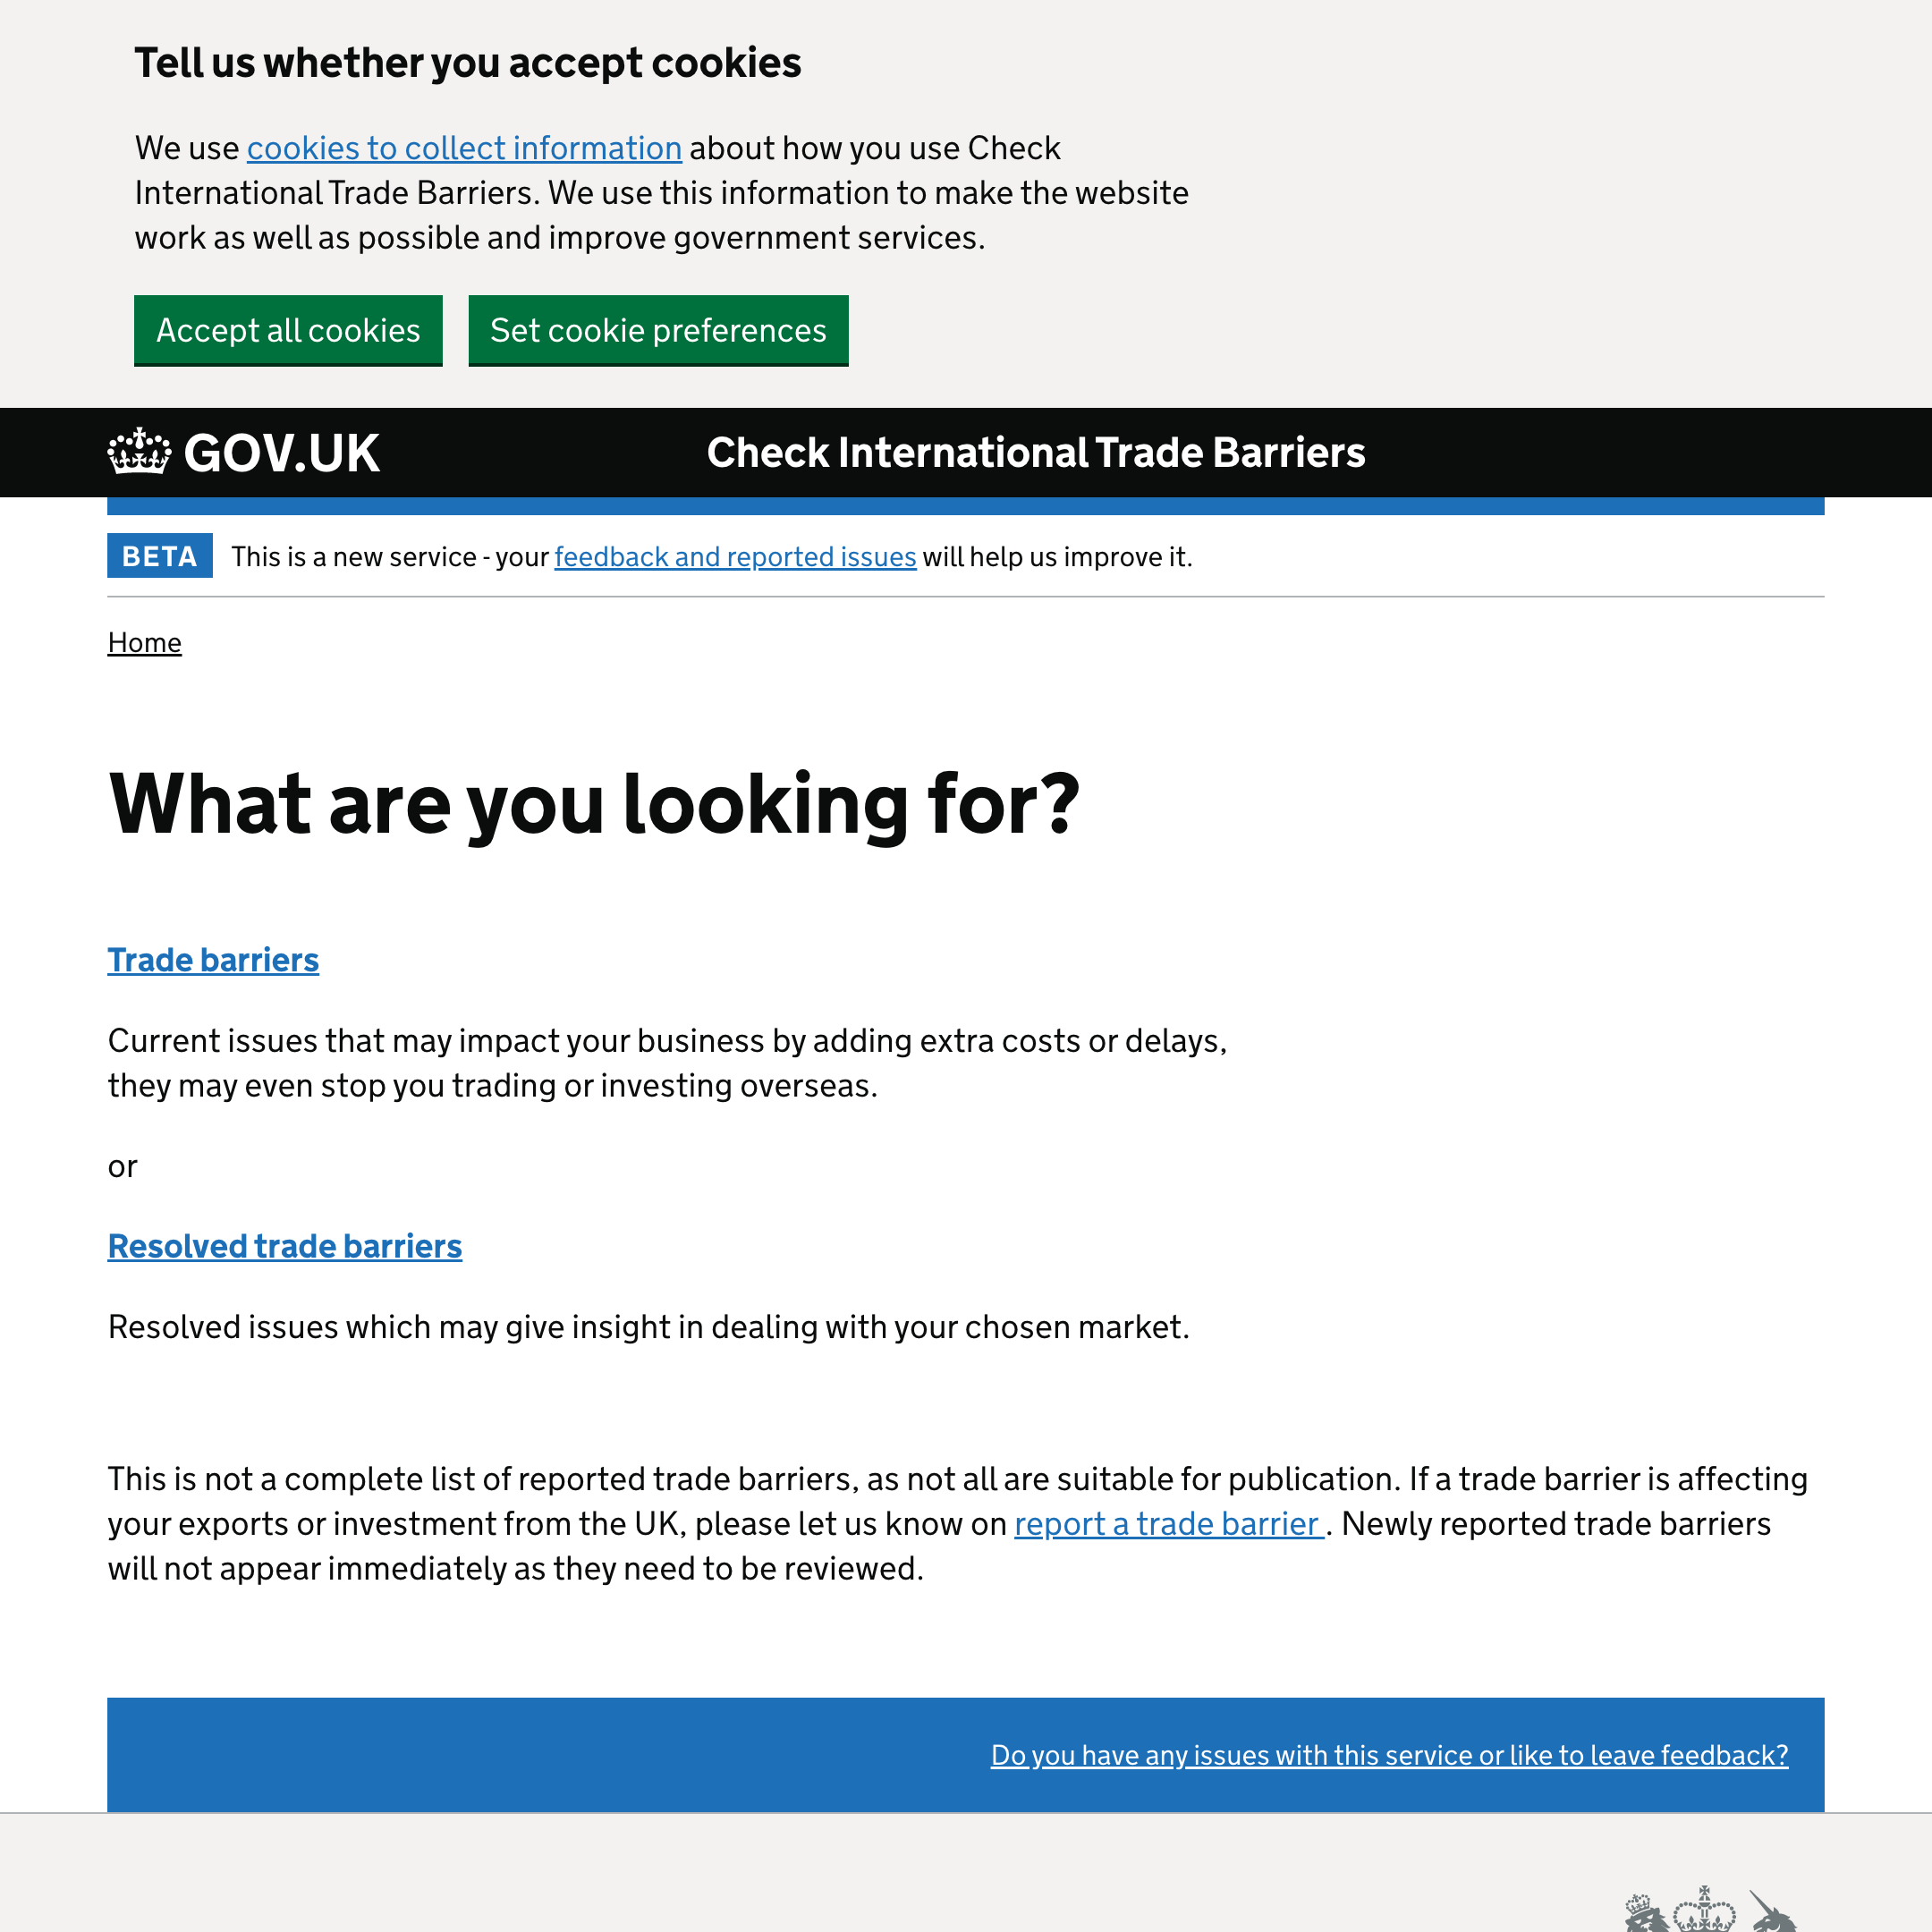 Tell us whether you accept cookies
We use cookies to collect information about how you use Check
International Trade Barriers. We use this information to make the website
work as well as possible and improve government services.
Accept all cookies Set cookie preferences
GOV.UK Check International Trade Barriers
BETA This is a new service - your feedback and reported issues will help us improve it.
Home
What are you looking for?
Trade barriers
Current issues that may impact your business by adding extra costs or delays,
they may even stop you trading or investing overseas.
or
Resolved trade barriers
Resolved issues which may give insight in dealing with your chosen market.
This is not a complete list of reported trade barriers, as not all are suitable for publication. If a trade barrier is affecting
your exports or investment from the UK, please let us know on report a trade barrier . Newly reported trade barriers
will not appear immediately as they need to be reviewed.
Do you have any issues with this service or like to leave feedback?